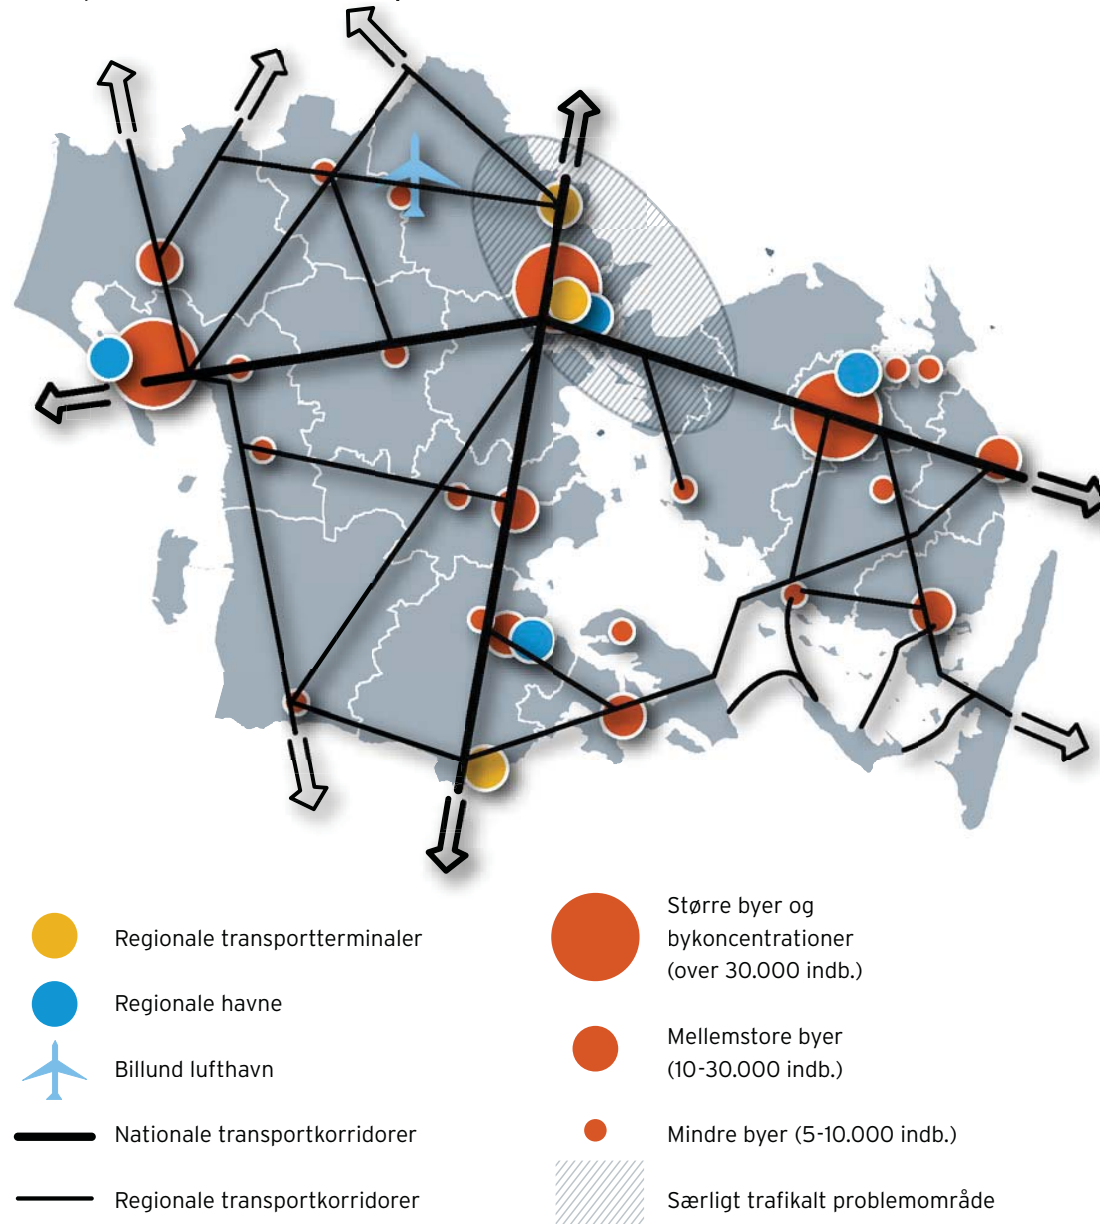 Regionale transportterminaler
Regionale havne
Billund lufthavn
Nationale transportkorridorer
Regionale transportkorridorer
Større byer og
bykoncentrationer
(over 30.000 indb.)
Mellemstore byer
(10-30.000 indb.)
Mindre byer (5-10.000 indb.)
Særligt trafikalt problemområde